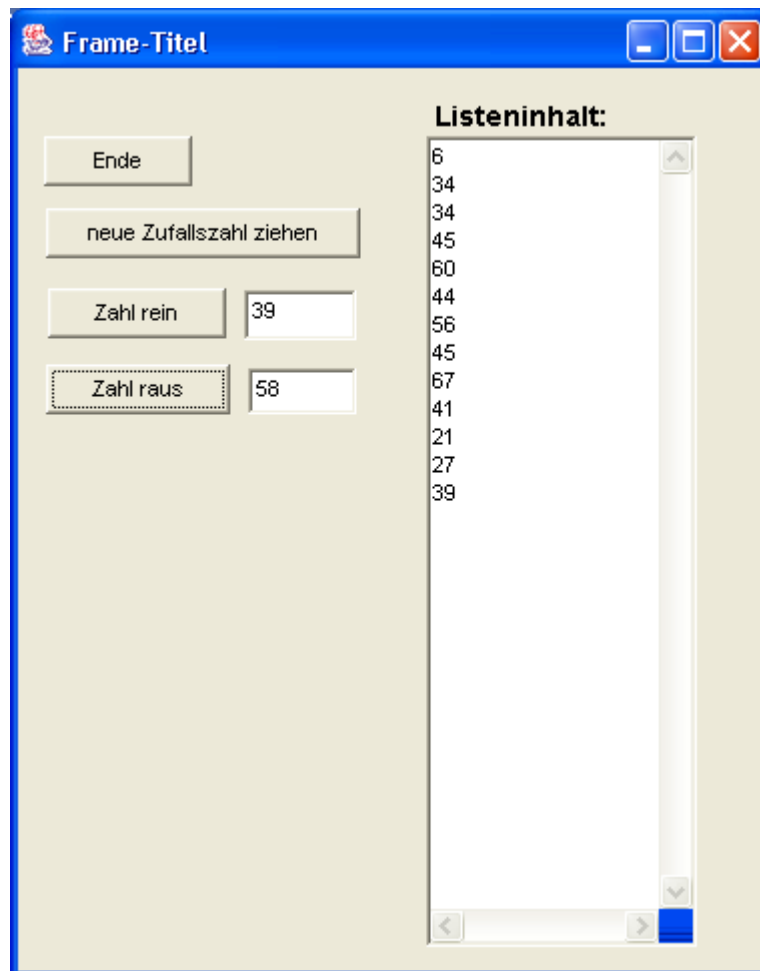 Frame-Titel
Listeninhalt:
Ende
neue Zufallszahl ziehen
Zahl rein
39
Zahl raus
58
6
34
34
45
60
44
56
45
67
41
21
27
39